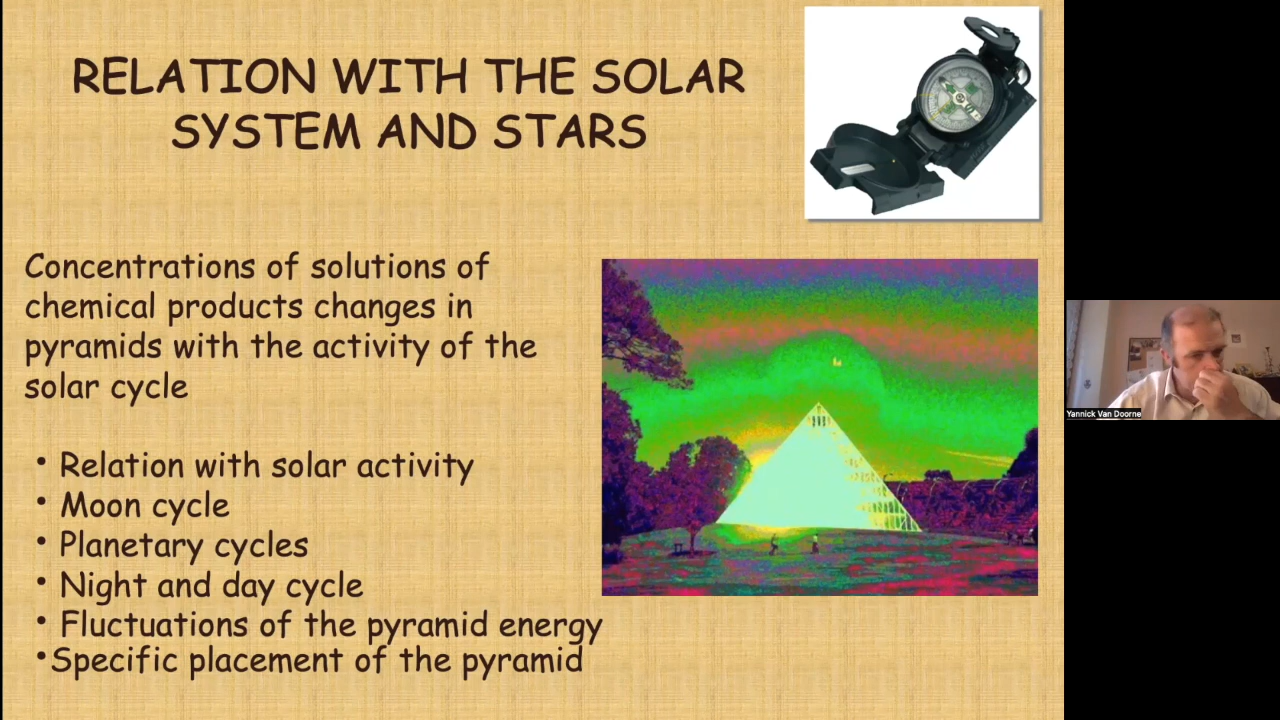 RELATION WITH THE SOLAR
SYSTEM AND STARS
Concentrations of solutions of
chemical products changes in
pyramids with the activity of the
solar cycle
• Relation with solar activity
• Moon cycle
• Planetary cycles
• Night and day cycle
• Fluctuations of the pyramid energy
•Specific placement of the pyramid
Yannick Van Doorne